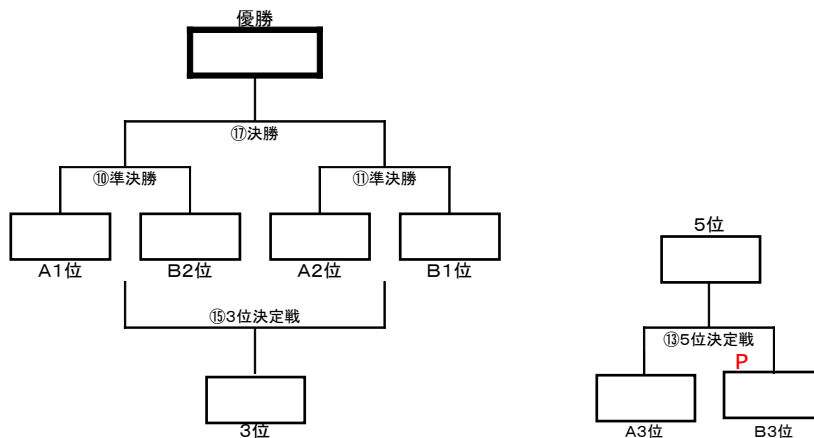 優勝
⑰決勝
⑩準決勝
⑪準決勝
A1位
B2位
A2位
B1位
⑮3位決定戦
3位
5位
⑬5位決定戦
P
A3位
B3位